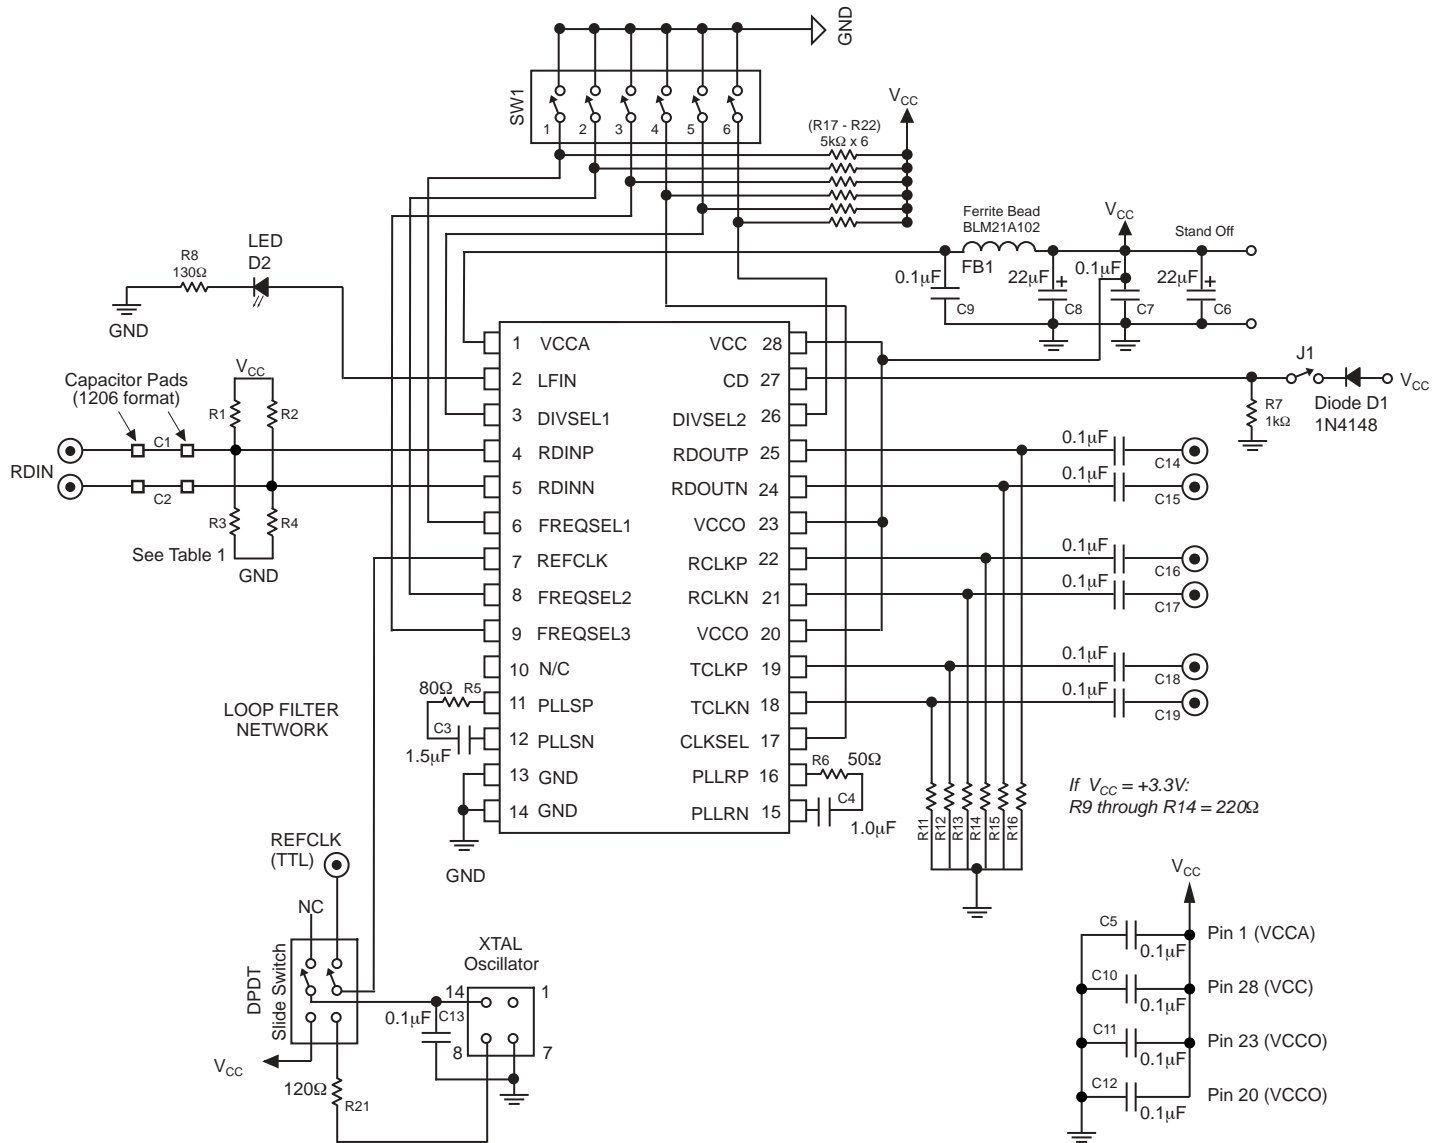 GND
SW1
1 2 3 4 5 6
(R17 - R22)
5kΩ x 6
VCC
Ferrite Bead
BLM21A102
FB1
VCC
Stand Off
0.1µF
C9
22µF +
C8
0.1µF
C7
22µF +
C6
LED
D2
R8
130Ω
GND
J1
VCC
Diode D1
1N4148
R7
1kΩ
Capacitor Pads
(1206 format)
VCC
R1
R2
C1
RDIN
C2
R3
R4
See Table 1
GND
1 VCCA
2 LFIN
3 DIVSEL1
4 RDINP
5 RDINN
6 FREQSEL1
7 REFCLK
8 FREQSEL2
9 FREQSEL3
10 N/C
11 PLLSP
12 PLLSN
13 GND
14 GND
VCC 28
CD 27
DIVSEL2 26
RDOUTP 25
RDOUTN 24
VCCO 23
RCLKP 22
RCLKN 21
VCCO 20
TCLKP 19
TCLKN 18
CLKSEL 17
PLLRP 16
PLLRN 15
0.1µF
C14
0.1µF
C15
0.1µF
C16
0.1µF
C17
0.1µF
C18
0.1µF
C19
LOOP FILTER
NETWORK
80Ω R5
C3
1.5µF
GND
R6 50Ω
C4
1.0µF
R11
R12
R13
R14
R15
R16
If VCC = +3.3V:
R9 through R14 = 220Ω
REFCLK
(TTL)
NC
DPDT
Slide Switch
VCC
120Ω
R21
XTAL
Oscillator
14
1
0.1µF
C13
8
7
VCC
C5
0.1µF
Pin 1 (VCCA)
C10
0.1µF
Pin 28 (VCC)
C11
0.1µF
Pin 23 (VCCO)
C12
0.1µF
Pin 20 (VCCO)